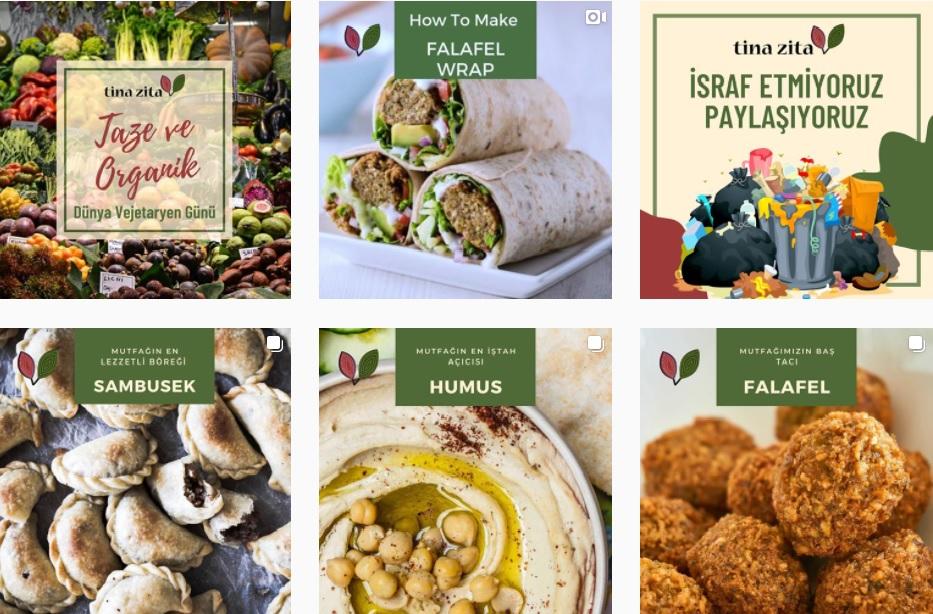 tina zita
Taze ve
Organik
Dünya Vejetaryen Günü
How To Make
FALAFEL
WRAP
tina zita
İSRAF ETMİYORUZ
PAYLAŞIYORUZ
MUTFAĞIN EN
LEZZETLİ BÖREĞİ
SAMBUSEK
MUTFAĞIN EN İŞTAH
AÇICISI
HUMUS
MUTFAĞIMIZIN BAŞ
TACI
FALAFEL